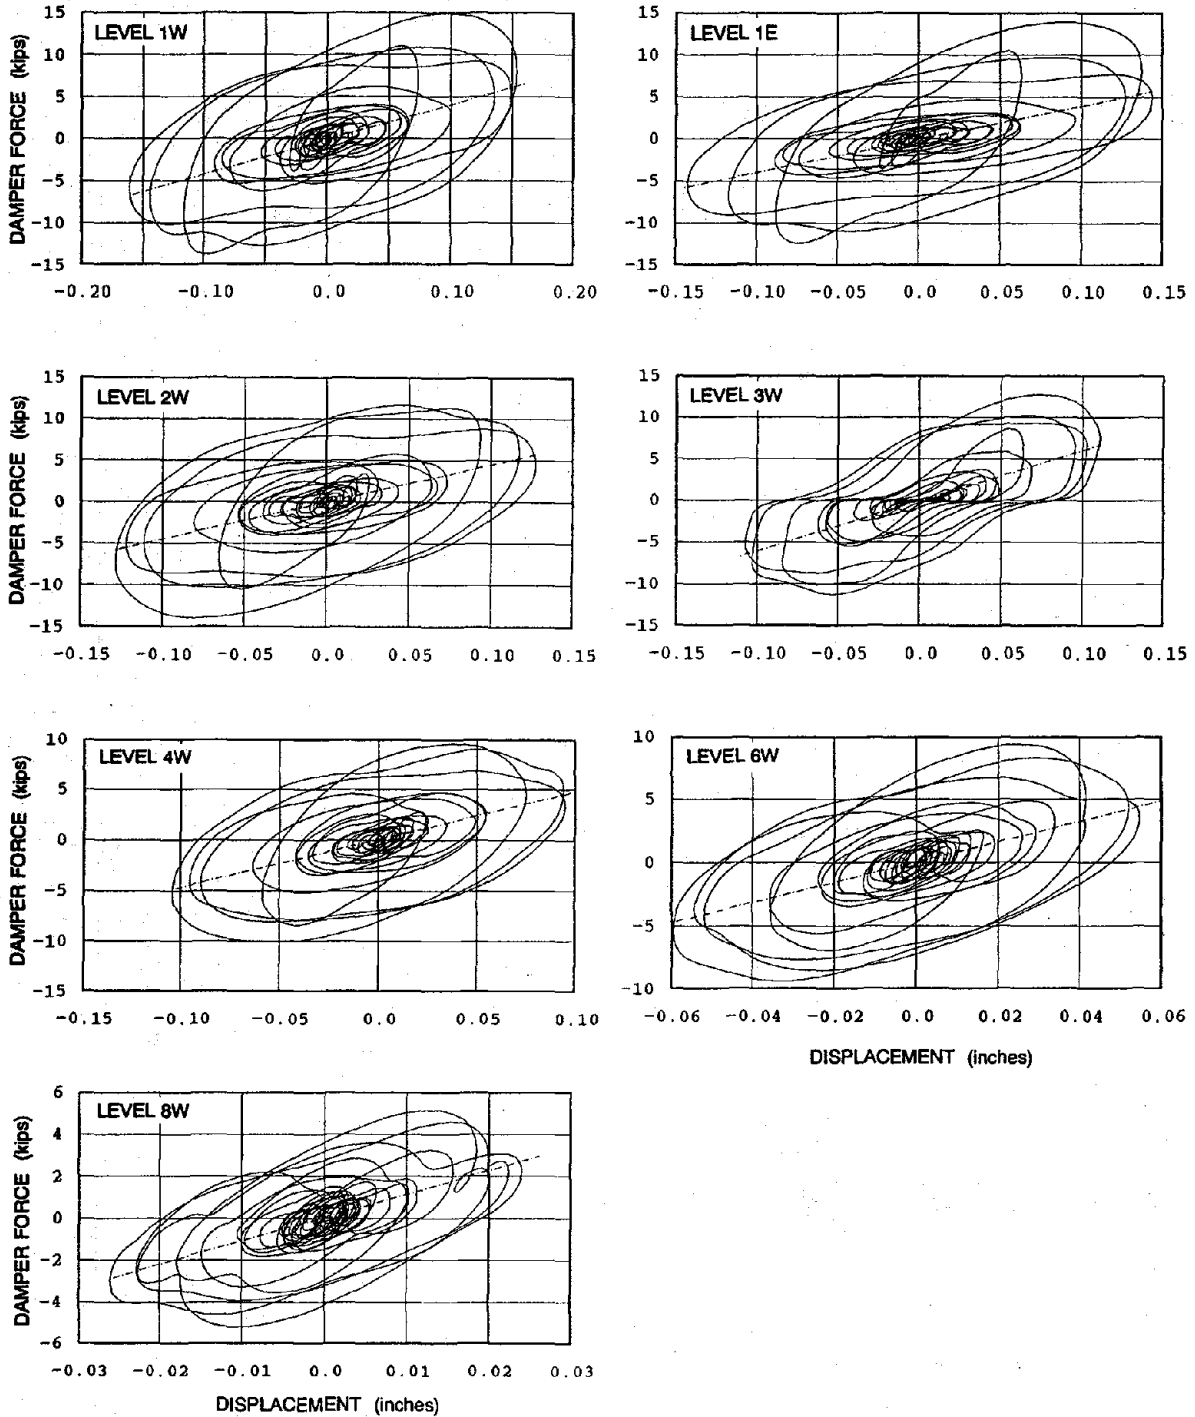 LEVEL 1W
15
10
5
0
-5
-10
-15
DAMPER FORCE (kips)
-0.20 -0.10 0.0 0.10 0.20
LEVEL 1E
15
10
5
0
-5
-10
-15
-0.15 -0.10 -0.05 0.0 0.05 0.10 0.15
LEVEL 2W
15
10
5
0
-5
-10
-15
DAMPER FORCE (kips)
-0.15 -0.10 -0.05 0.0 0.05 0.10 0.15
LEVEL 3W
15
10
5
0
-5
-10
-15
-0.15 -0.10 -0.05 0.0 0.05 0.10 0.15
LEVEL 4W
10
5
0
-5
-10
-15
DAMPER FORCE (kips)
-0.15 -0.10 -0.05 0.0 0.05 0.10
LEVEL 6W
10
5
0
-5
-10
-0.06 -0.04 -0.02 0.0 0.02 0.04 0.06
DISPLACEMENT (inches)
LEVEL 8W
6
4
2
0
-2
-4
-6
DAMPER FORCE (kips)
-0.03 -0.02 -0.01 0.0 0.01 0.02 0.03
DISPLACEMENT (inches)